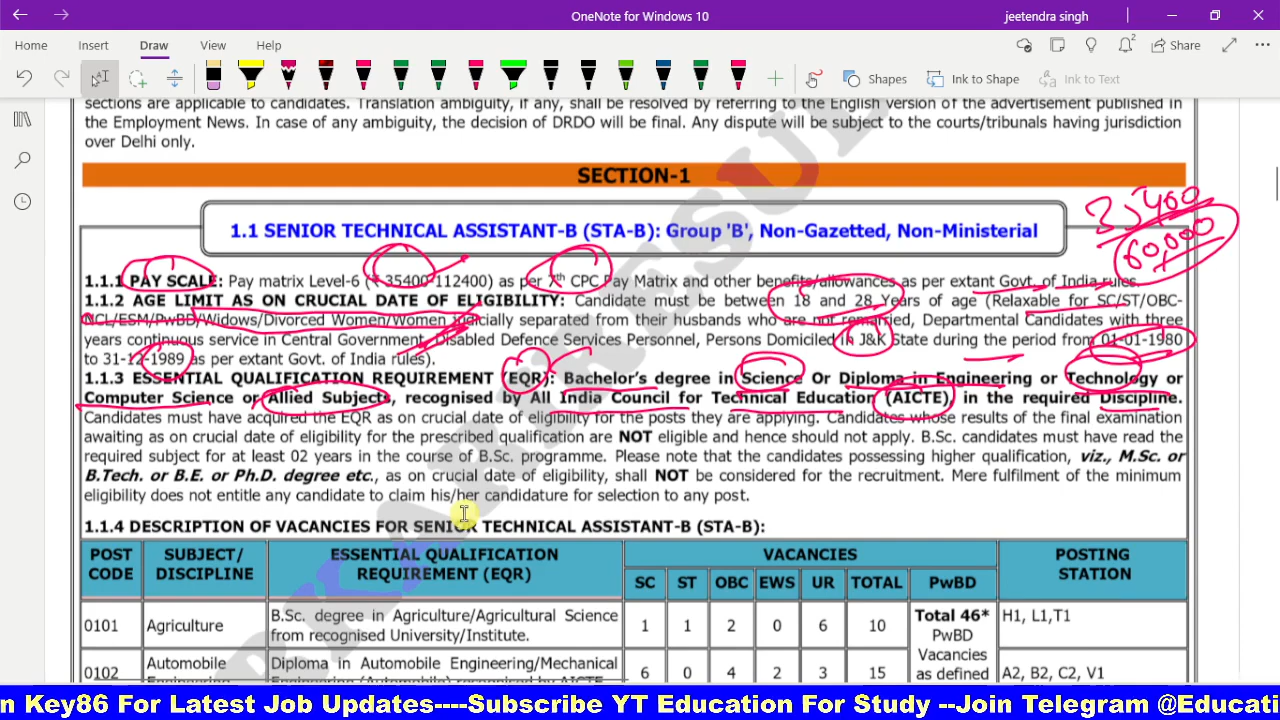 OneNote for Windows 10
jeetendra singh
Home Insert Draw View Help
Share
Shapes Ink to Shape Ink to Text
sections are applicable to candidates. Translation ambiguity, if any, shall be resolved by referring to the English version of the advertisement published in
the Employment News. In case of any ambiguity, the decision of DRDO will be final. Any dispute will be subject to the courts/tribunals having jurisdiction
over Delhi only.
SECTION-1
35400
60,000
1.1 SENIOR TECHNICAL ASSISTANT-B (STA-B): Group 'B', Non-Gazetted, Non-Ministerial
1.1.1 PAY SCALE: Pay matrix Level-6 (₹ 35400-112400) as per 7th CPC Pay Matrix and other benefits/allowances as per extant Govt. of India rules.
1.1.2 AGE LIMIT AS ON CRUCIAL DATE OF ELIGIBILITY: Candidate must be between 18 and 28 Years of age (Relaxable for SC/ST/OBC-
NCL/ESM/PwBD/Widows/Divorced Women/Women judicially separated from their husbands who are not remarried, Departmental Candidates with three
years continuous service in Central Government, Disabled Defence Services Personnel, Persons Domiciled in J&K State during the period from 01-01-1980
to 31-12-1989 as per extant Govt. of India rules).
1.1.3 ESSENTIAL QUALIFICATION REQUIREMENT (EQR): Bachelor's degree in Science Or Diploma in Engineering or Technology or
Computer Science or Allied Subjects, recognised by All India Council for Technical Education (AICTE), in the required Discipline.
Candidates must have acquired the EQR as on crucial date of eligibility for the posts they are applying. Candidates whose results of the final examination
awaiting as on crucial date of eligibility for the prescribed qualification are NOT eligible and hence should not apply. B.Sc. candidates must have read the
required subject for at least 02 years in the course of B.Sc. programme. Please note that the candidates possessing higher qualification, viz., M.Sc. or
B.Tech. or B.E. or Ph.D. degree etc., as on crucial date of eligibility, shall NOT be considered for the recruitment. Mere fulfilment of the minimum
eligibility does not entitle any candidate to claim his/her candidature for selection to any post.
1.1.4 DESCRIPTION OF VACANCIES FOR SENIOR TECHNICAL ASSISTANT-B (STA-B):
POST CODE SUBJECT/ DISCIPLINE ESSENTIAL QUALIFICATION REQUIREMENT (EQR) VACANCIES POSTING STATION
SC ST OBC EWS UR TOTAL PwBD
0101 Agriculture B.Sc. degree in Agriculture/Agricultural Science from recognised University/Institute. 1 1 2 0 6 10 Total 46* PwBD Vacancies as defined H1, L1,T1
0102 Automobile Engineering Diploma in Automobile Engineering/Mechanical Engineering (Automobile) recognised by AICTE 6 0 4 2 3 15 A2, B2, C2, V1
n Key86 For Latest Job Updates----Subscribe YT Education For Study --Join Telegram @Educati